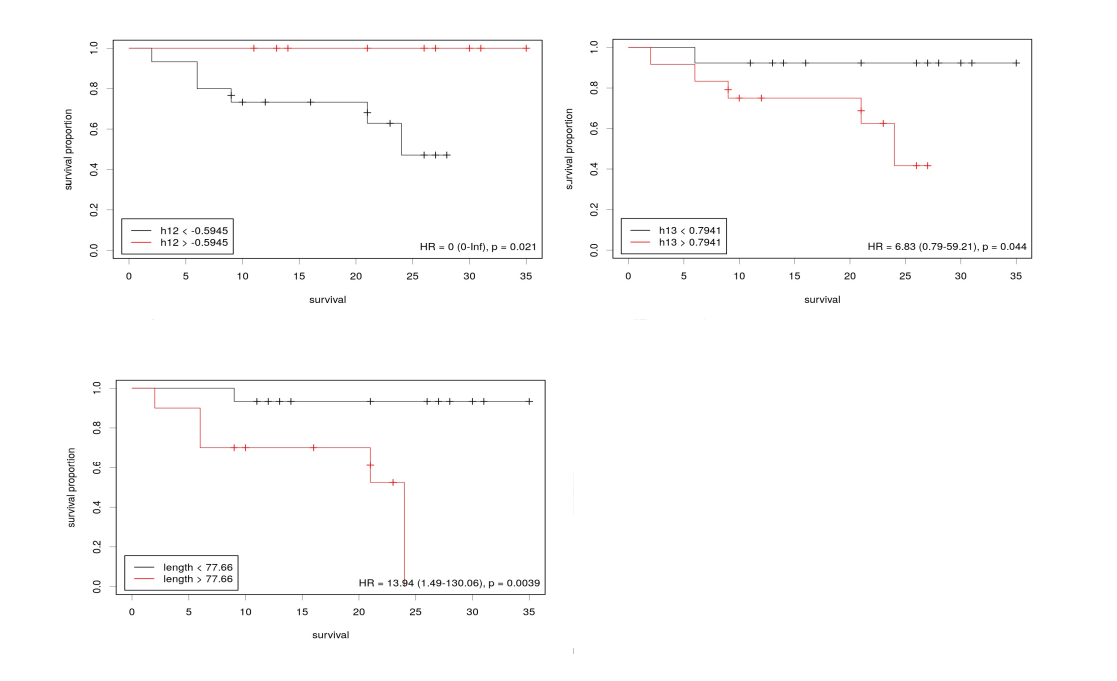 survival proportion
1.0
0.8
0.6
0.4
0.2
0.0
h12 < -0.5945
h12 > -0.5945
HR = 0 (0-Inf), p = 0.021
0 5 10 15 20 25 30 35
survival
survival proportion
1.0
0.8
0.6
0.4
0.2
0.0
h13 < 0.7941
h13 > 0.7941
HR = 6.83 (0.79-59.21), p = 0.044
0 5 10 15 20 25 30 35
survival
survival proportion
1.0
0.8
0.6
0.4
0.2
0.0
length < 77.66
length > 77.66
HR = 13.94 (1.49-130.06), p = 0.0039
0 5 10 15 20 25 30 35
survival